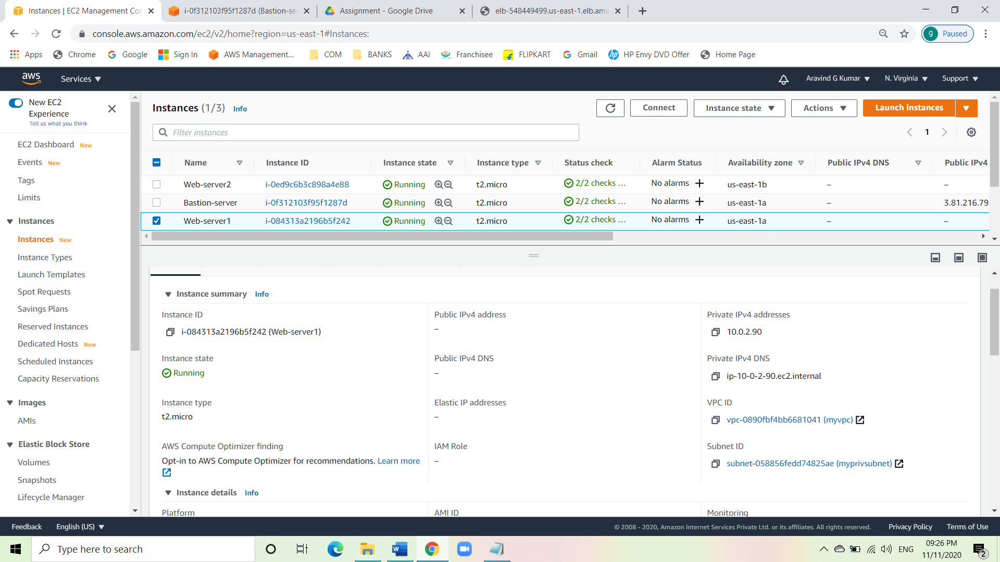 Instances | EC2 Management Con
i-0f312103f95f1287d (Bastion-ser
Assignment - Google Drive
elb-548449499.us-east-1.elb.ama
console.aws.amazon.com/ec2/v2/home?region=us-east-1#Instances:
g Paused
Apps Chrome Google Sign In AWS Management... COM BANKS AAI Franchisee FLIPKART Gmail HP Envy DVD Offer Home Page
aws Services Aravind G Kumar N. Virginia Support
New EC2
Experience
Tell us what you think
EC2 Dashboard New
Events New
Tags
Limits
Instances
Instances New
Instance Types
Launch Templates
Spot Requests
Savings Plans
Reserved Instances
Dedicated Hosts New
Scheduled Instances
Capacity Reservations
Images
AMIs
Elastic Block Store
Volumes
Snapshots
Lifecycle Manager
Instances (1/3) Info
Connect Instance state Actions Launch instances
Filter instances
1
Name Instance ID Instance state Instance type Status check Alarm Status Availability zone Public IPv4 DNS Public IPv4
Web-server2 i-0ed9c6b3c898a4e88 Running t2.micro 2/2 checks ... No alarms + us-east-1b – –
Bastion-server i-0f312103f95f1287d Running t2.micro 2/2 checks ... No alarms + us-east-1a – 3.81.216.79
Web-server1 i-084313a2196b5f242 Running t2.micro 2/2 checks ... No alarms + us-east-1a – –
Instance summary Info
Instance ID Public IPv4 address Private IPv4 addresses
i-084313a2196b5f242 (Web-server1) – 10.0.2.90
Instance state Public IPv4 DNS Private IPv4 DNS
Running – ip-10-0-2-90.ec2.internal
Instance type Elastic IP addresses VPC ID
t2.micro – vpc-0890fbf4bb6681041 (myvpc)
AWS Compute Optimizer finding IAM Role Subnet ID
Opt-in to AWS Compute Optimizer for recommendations. Learn more – subnet-058856fedd74825ae (myprivsubnet)
Instance details Info
Platform AMI ID Monitoring
Feedback English (US) © 2008 - 2020, Amazon Internet Services Private Ltd. or its affiliates. All rights reserved. Privacy Policy Terms of Use
Type here to search
ENG
09:26 PM
11/11/2020
2